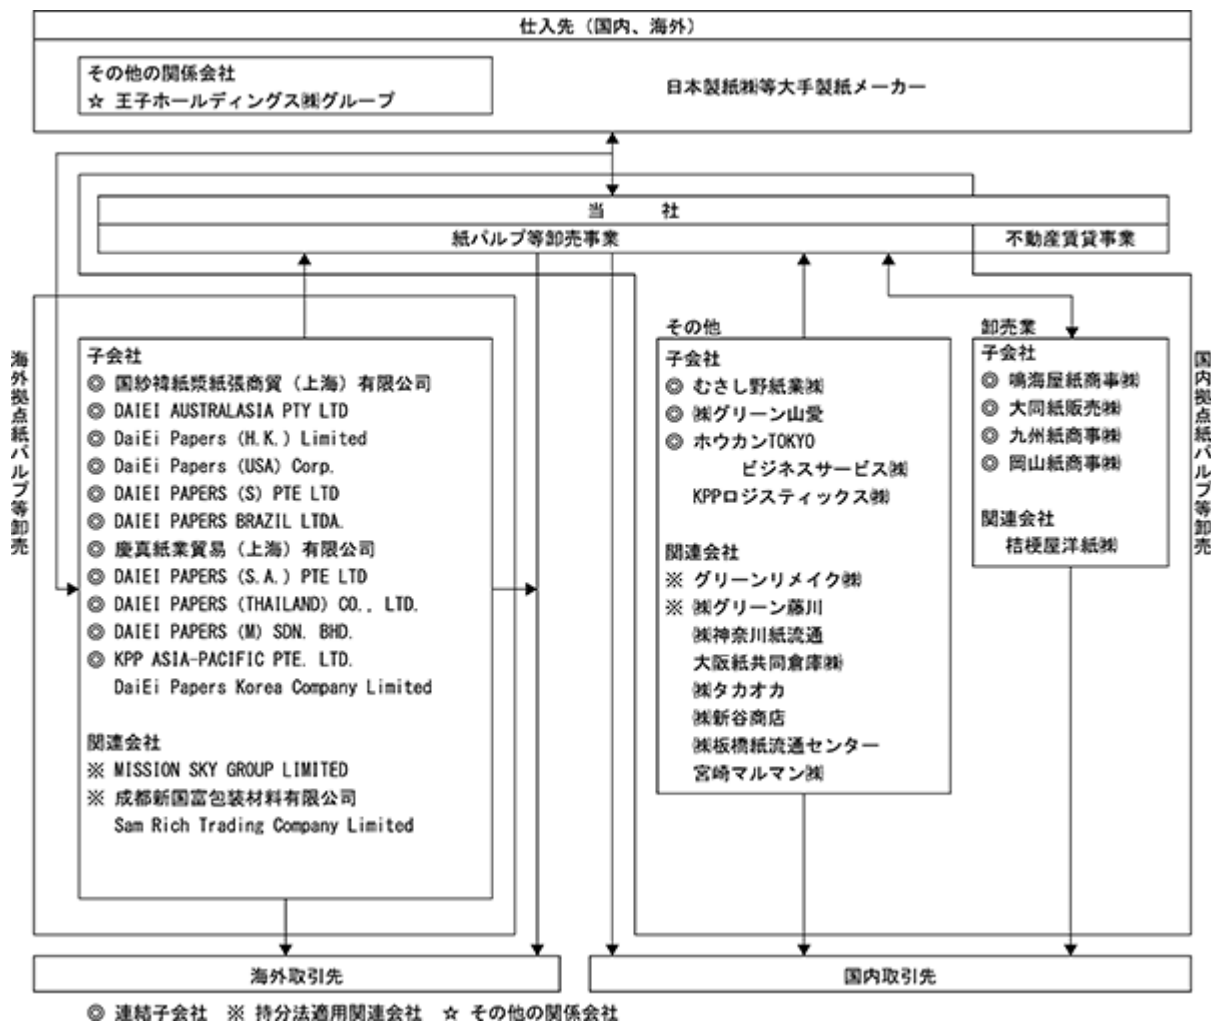 仕入先（国内、海外）
その他の関係会社
☆ 王子ホールディングス㈱グループ
日本製紙㈱等大手製紙メーカー
当　　社
紙パルプ等卸売事業
不動産賃貸事業
海外拠点紙パルプ等卸売
子会社
◎ 国紗褘紙漿紙張商貿（上海）有限公司
◎ DAIEI AUSTRALASIA PTY LTD
◎ DaiEi Papers (H.K.) Limited
◎ DaiEi Papers (USA) Corp.
◎ DAIEI PAPERS (S) PTE LTD
◎ DAIEI PAPERS BRAZIL LTDA.
◎ 慶真紙業貿易（上海）有限公司
◎ DAIEI PAPERS (S.A.) PTE LTD
◎ DAIEI PAPERS (THAILAND) CO., LTD.
◎ DAIEI PAPERS (M) SDN. BHD.
◎ KPP ASIA-PACIFIC PTE. LTD.
DaiEi Papers Korea Company Limited
関連会社
※ MISSION SKY GROUP LIMITED
※ 成都新国富包装材料有限公司
Sam Rich Trading Company Limited
その他
子会社
◎ むさし野紙業㈱
◎ ㈱グリーン山愛
◎ ホウカンTOKYO
ビジネスサービス㈱
KPPロジスティックス㈱
関連会社
※ グリーンリメイク㈱
※ ㈱グリーン藤川
㈱神奈川紙流通
大阪紙共同倉庫㈱
㈱タカオカ
㈱新谷商店
㈱板橋紙流通センター
宮崎マルマン㈱
卸売業
子会社
◎ 鳴海屋紙商事㈱
◎ 大同紙販売㈱
◎ 九州紙商事㈱
◎ 岡山紙商事㈱
関連会社
桔梗屋洋紙㈱
国内拠点紙パルプ等卸売
海外取引先
国内取引先
◎ 連結子会社　※ 持分法適用関連会社　☆ その他の関係会社